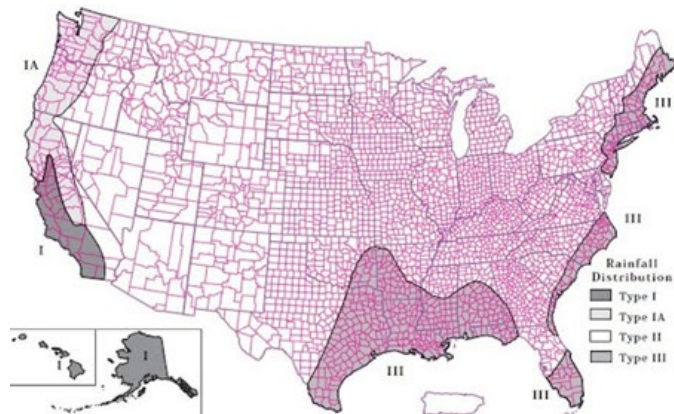 IA
III
III
I
Rainfall
Distribution
Type I
Type IA
Type II
Type III
I
I
III
III